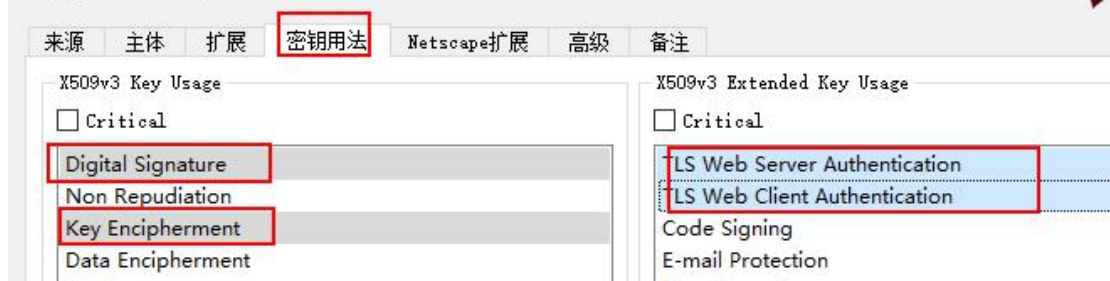 来源 主体 扩展 密钥用法 Netscape扩展 高级 备注
X509v3 Key Usage
Critical
Digital Signature
Non Repudiation
Key Encipherment
Data Encipherment
X509v3 Extended Key Usage
Critical
TLS Web Server Authentication
TLS Web Client Authentication
Code Signing
E-mail Protection